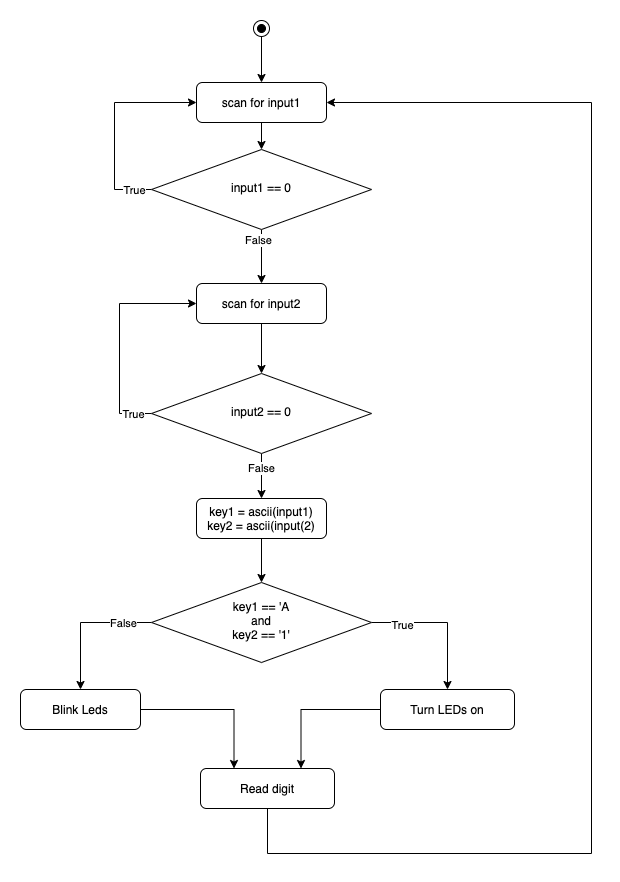 scan for input1
input1 == 0
True
False
scan for input2
input2 == 0
True
False
key1 = ascii(input1)
key2 = ascii(input(2)
key1 == 'A
and
key2 == '1'
False
True
Blink Leds
Turn LEDs on
Read digit